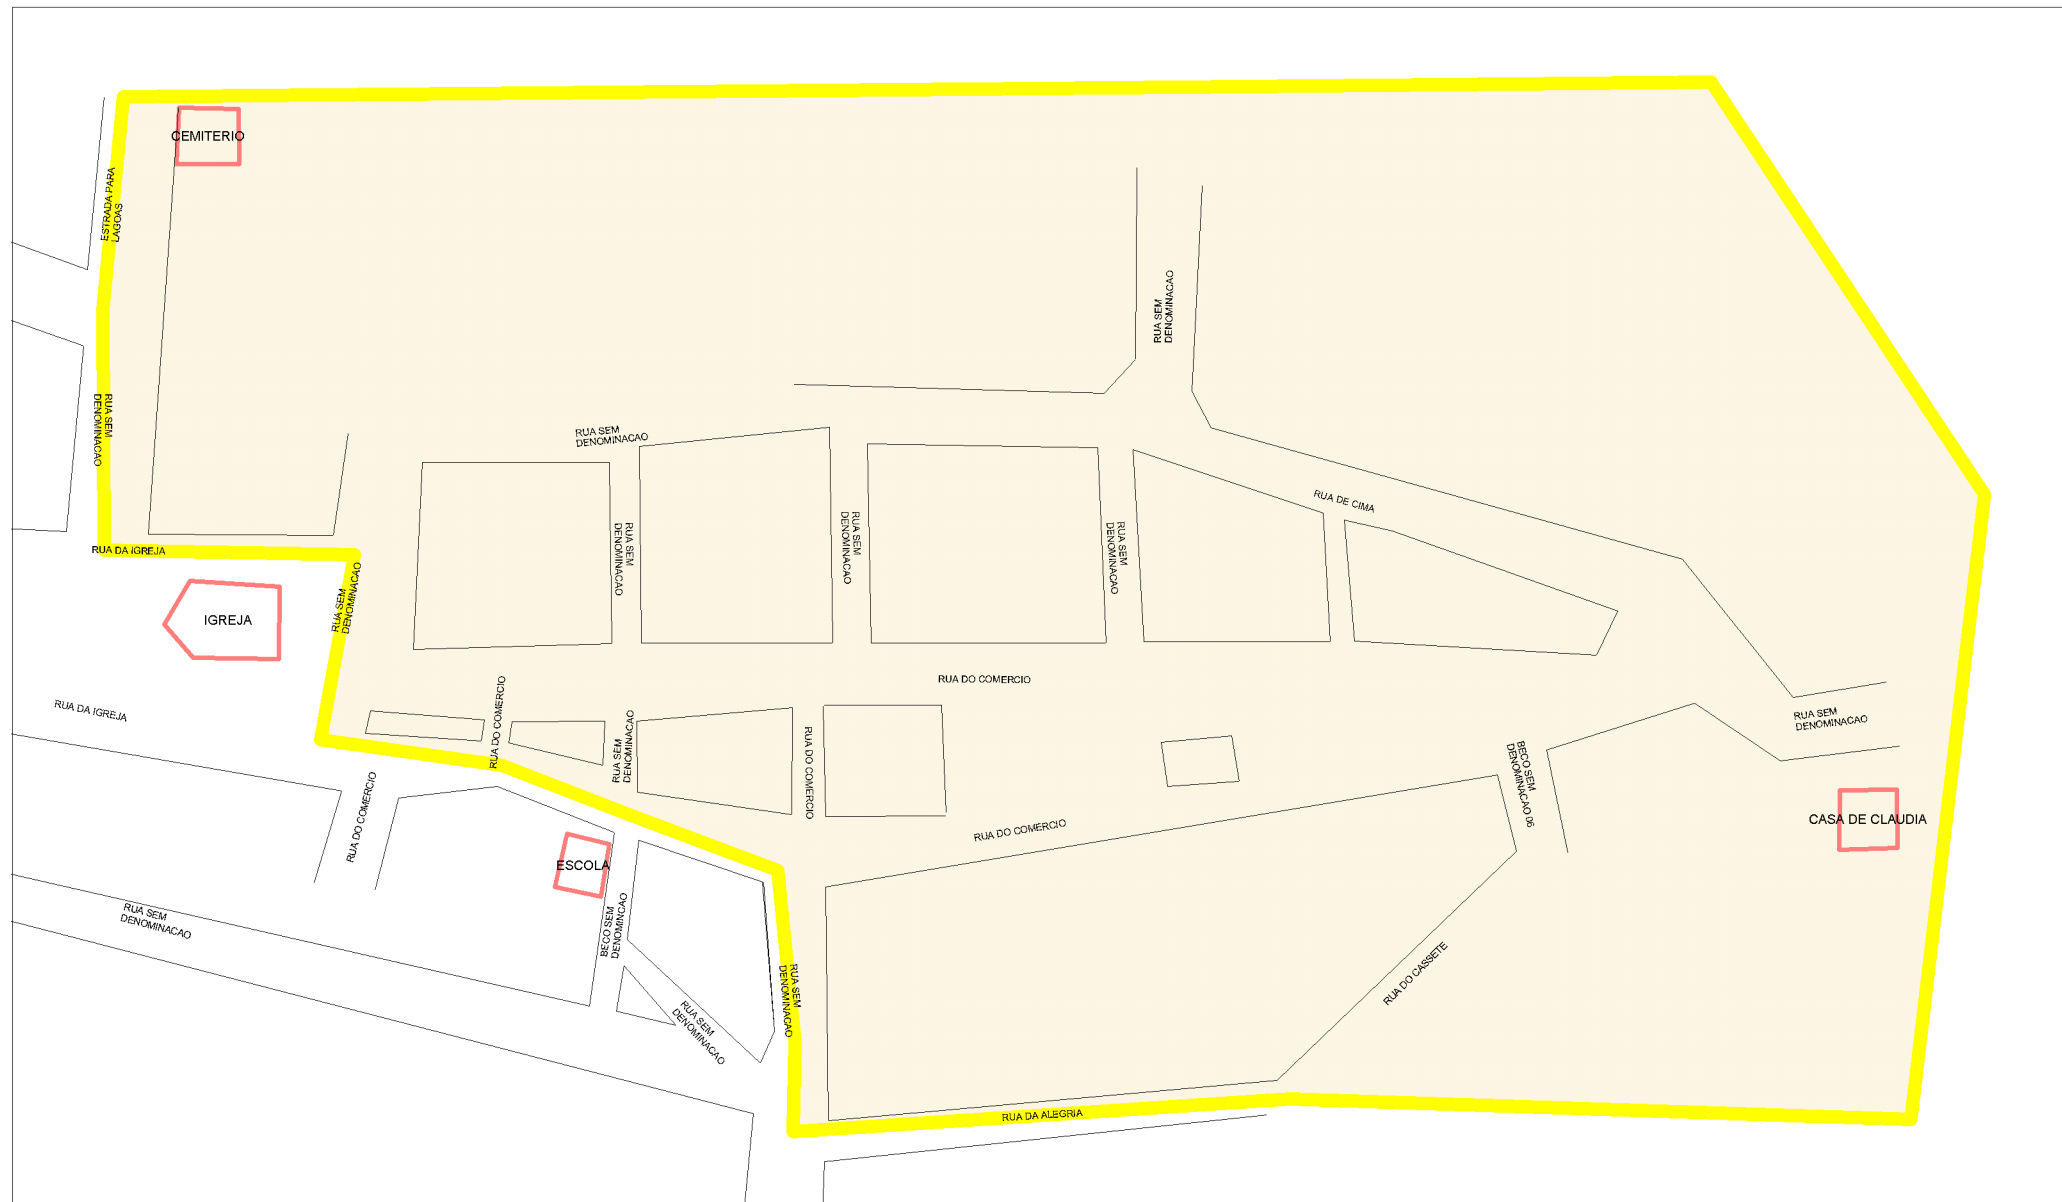 CEMITERIO
ESTRADA PARA
LAGOAS
RUA SEM
DENOMINACAO
RUA SEM
DENOMINACAO
RUA SEM
DENOMINACAO
RUA DE CIMA
RUA SEM
DENOMINACAO
RUA SEM
DENOMINACAO
RUA SEM
DENOMINACAO
RUA DA IGREJA
RUA SEM
DENOMINACAO
IGREJA
RUA DO COMERCIO
RUA DA IGREJA
RUA DO COMERCIO
RUA SEM
DENOMINACAO
RUA DO COMERCIO
RUA SEM
DENOMINACAO
BECO SEM
DENOMINACAO 06
CASA DE CLAUDIA
RUA DO COMERCIO
RUA DO COMERCIO
ESCOLA
RUA SEM
DENOMINACAO
BECO SEM
DENOMINCAO
RUA SEM
DENOMINACAO
RUA DO CASSETE
RUA SEM
DENOMINACAO
RUA DA ALEGRIA